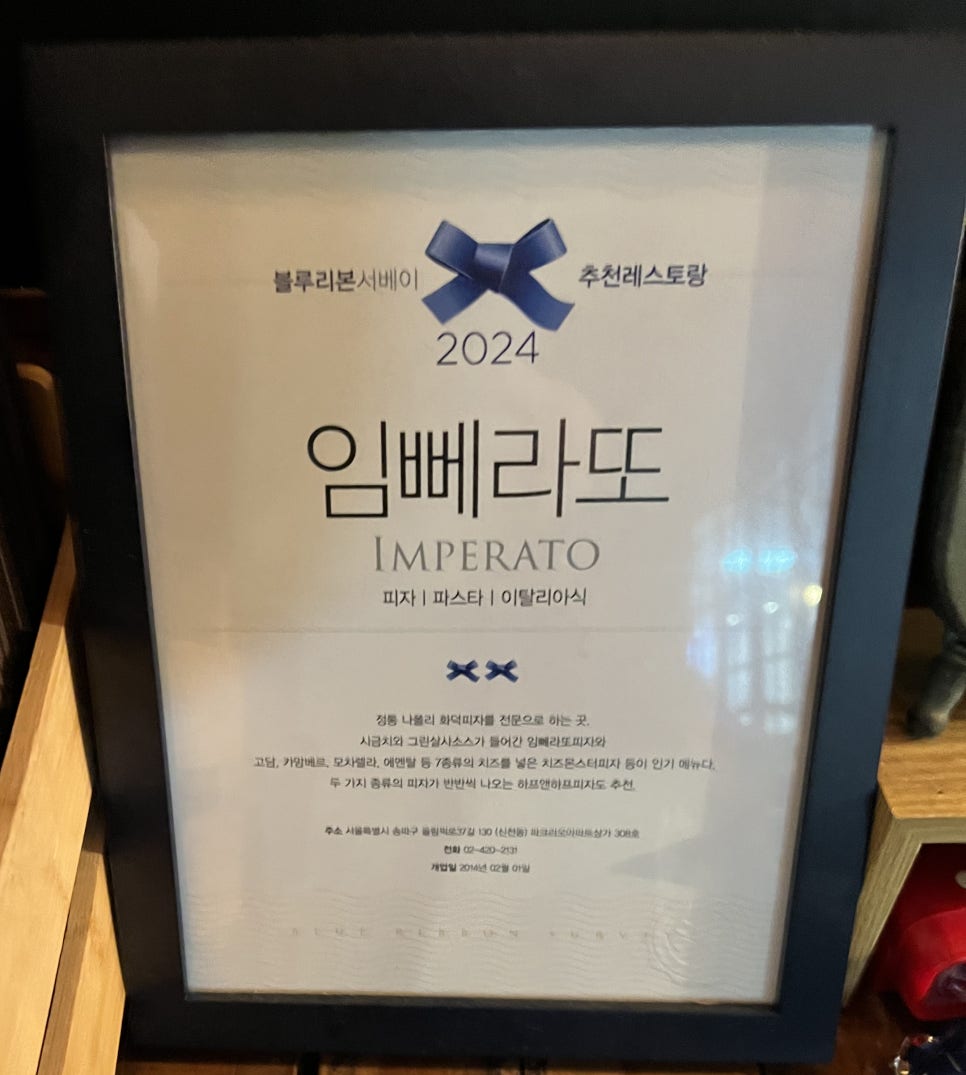 블루리본서베이 추천레스토랑
2024
임뻬라또
IMPERATO
피자 | 파스타 | 이탈리아식
정통 나폴리 화덕피자를 전문으로 하는 곳.
시금치와 그린살사소스가 들어간 임뻬라또피자와
고담, 카망베르, 모차렐라, 에멘탈 등 7종류의 치즈를 넣은 치즈몬스터피자 등이 인기 메뉴다.
두 가지 종류의 피자가 반반씩 나오는 하프앤하프피자도 추천.
주소 서울특별시 송파구 올림픽로37길 130 (신천동) 파크리오아파트상가 308호
전화 02-420-2131
개업일 2014년 02월 01일
BLUE RIBBON SURVEY